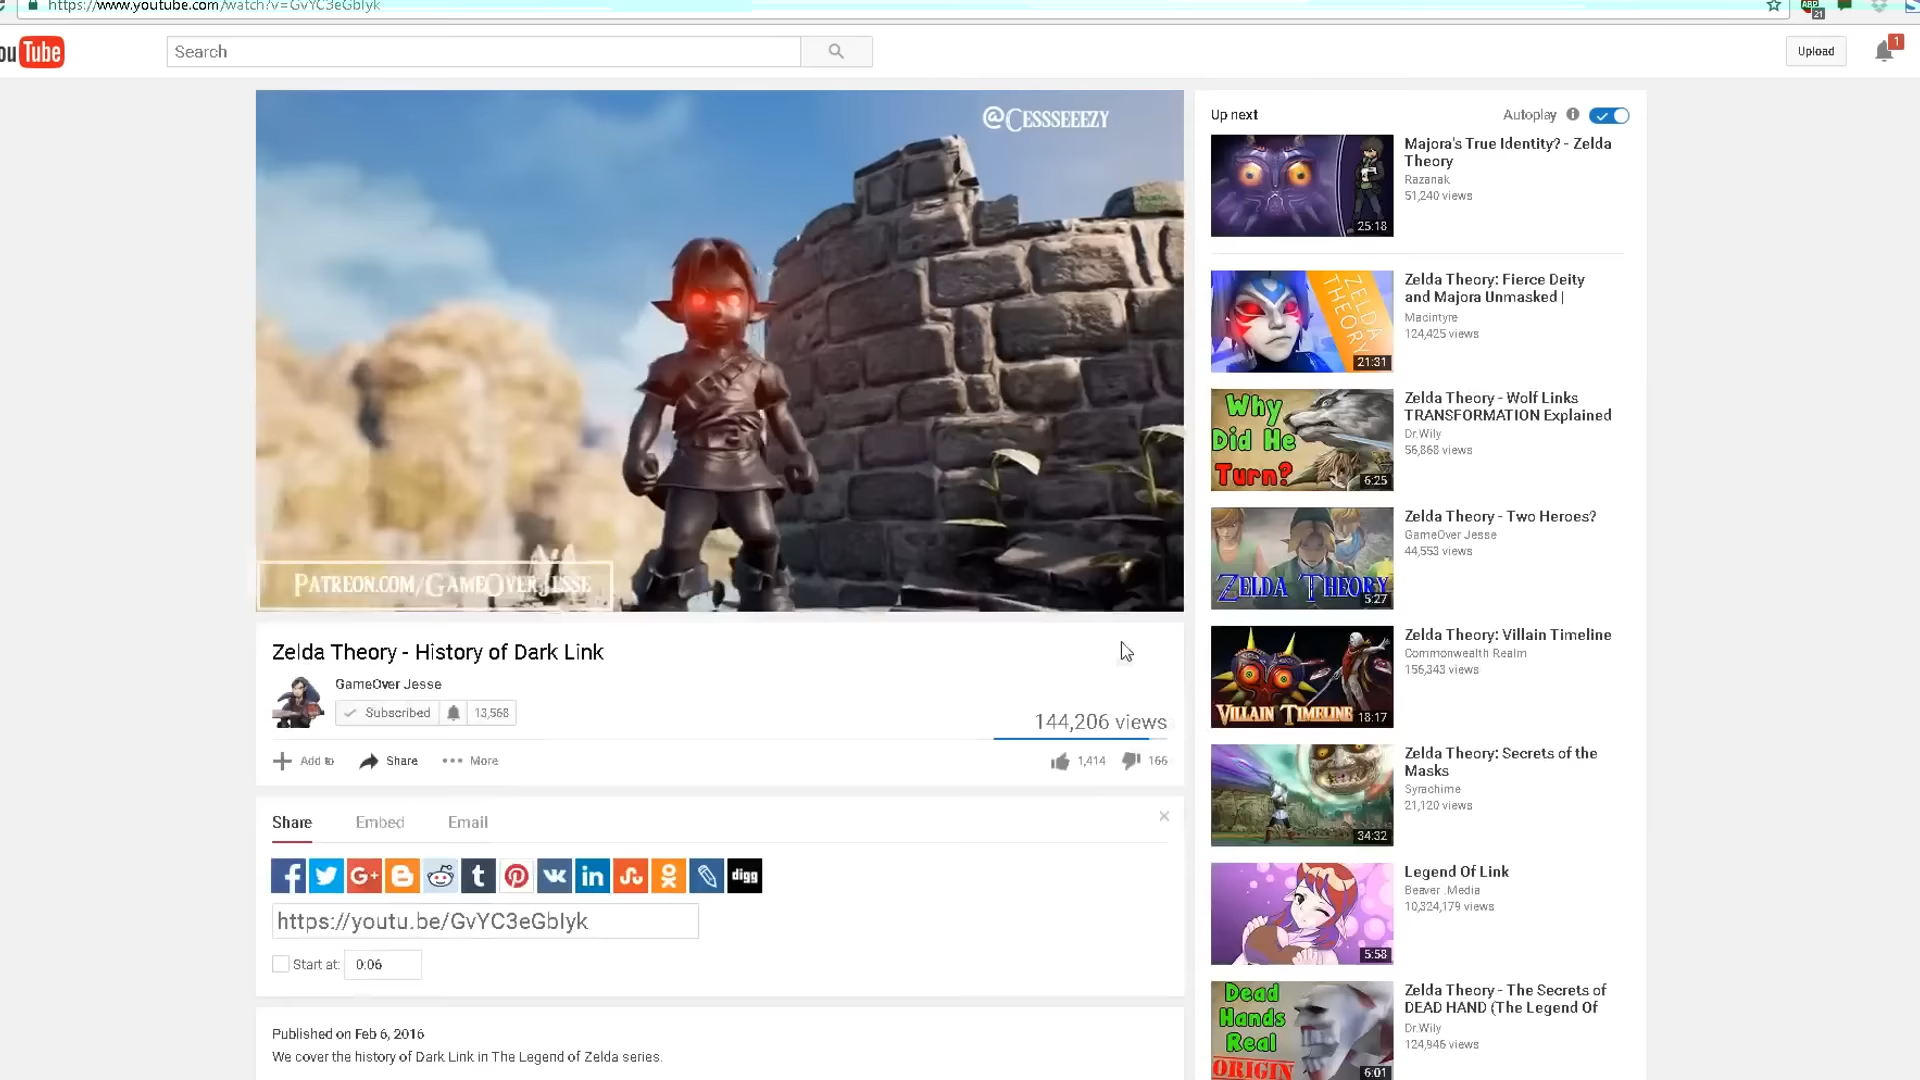 https://www.youtube.com/watch?v=GvYC3eGbIyk
ABP
21
You Tube
Search
Upload
1
@Cessseeezy
Patreon.com/GameOverJesse
Zelda Theory - History of Dark Link
GameOver Jesse
Subscribed 13,568
144,206 views
Add to Share More
1,414 166
Share Embed Email
G+ t vk in digg
https://youtu.be/GvYC3eGbIyk
Start at: 0:06
Published on Feb 6, 2016
We cover the history of Dark Link in The Legend of Zelda series.
Up next Autoplay
25:18
Majora's True Identity? - Zelda
Theory
Razanak
51,240 views
ZELDA
THEORY
21:31
Zelda Theory: Fierce Deity
and Majora Unmasked |
Macintyre
124,425 views
Why
Did He
Turn?
6:25
Zelda Theory - Wolf Links
TRANSFORMATION Explained
Dr.Wily
56,868 views
Zelda Theory
5:27
Zelda Theory - Two Heroes?
GameOver Jesse
44,553 views
Villain Timeline
18:17
Zelda Theory: Villain Timeline
Commonwealth Realm
156,343 views
34:32
Zelda Theory: Secrets of the
Masks
Syrachime
21,120 views
5:58
Legend Of Link
Beaver .Media
10,324,179 views
Dead
Hands
Real
ORIGIN
6:01
Zelda Theory - The Secrets of
DEAD HAND (The Legend Of
Dr.Wily
124,946 views